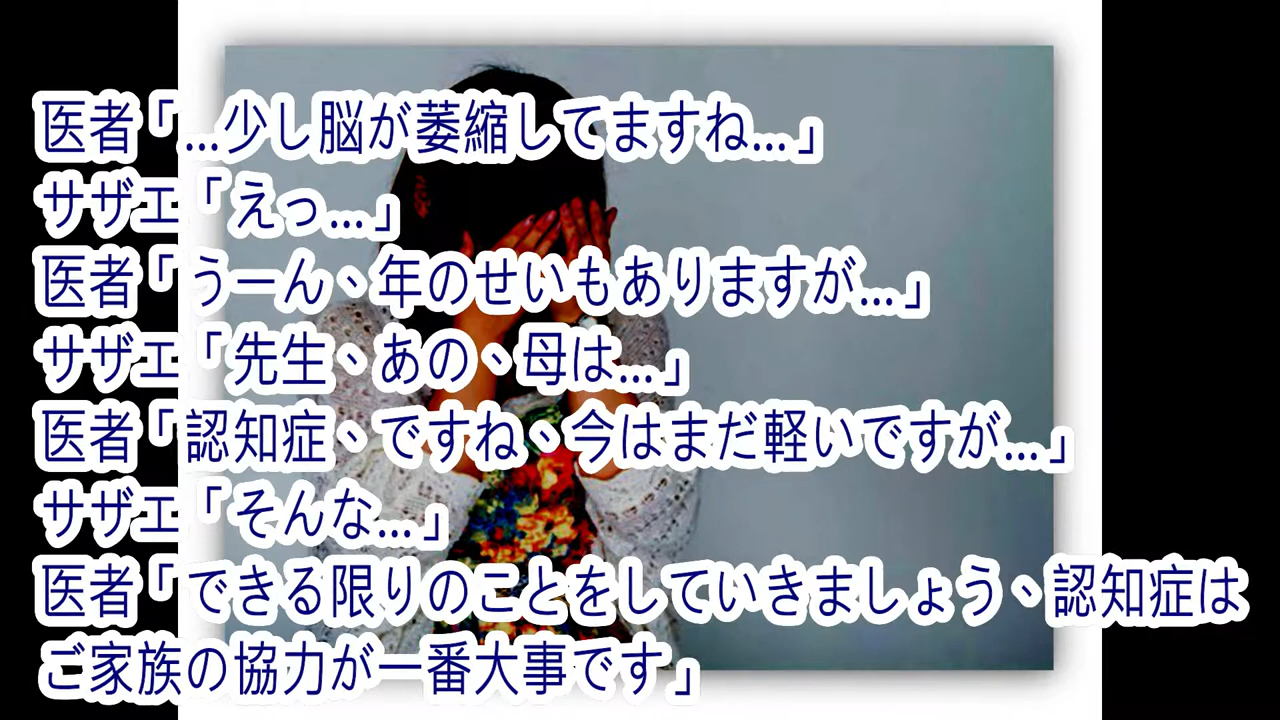 医者「…少し脳が萎縮してますね…」
サザエ「えっ…」
医者「うーん、年のせいもありますが…」
サザエ「先生、あの、母は…」
医者「認知症、ですね、今はまだ軽いですが…」
サザエ「そんな…」
医者「できる限りのことをしていきましょう、認知症は
ご家族の協力が一番大事です」